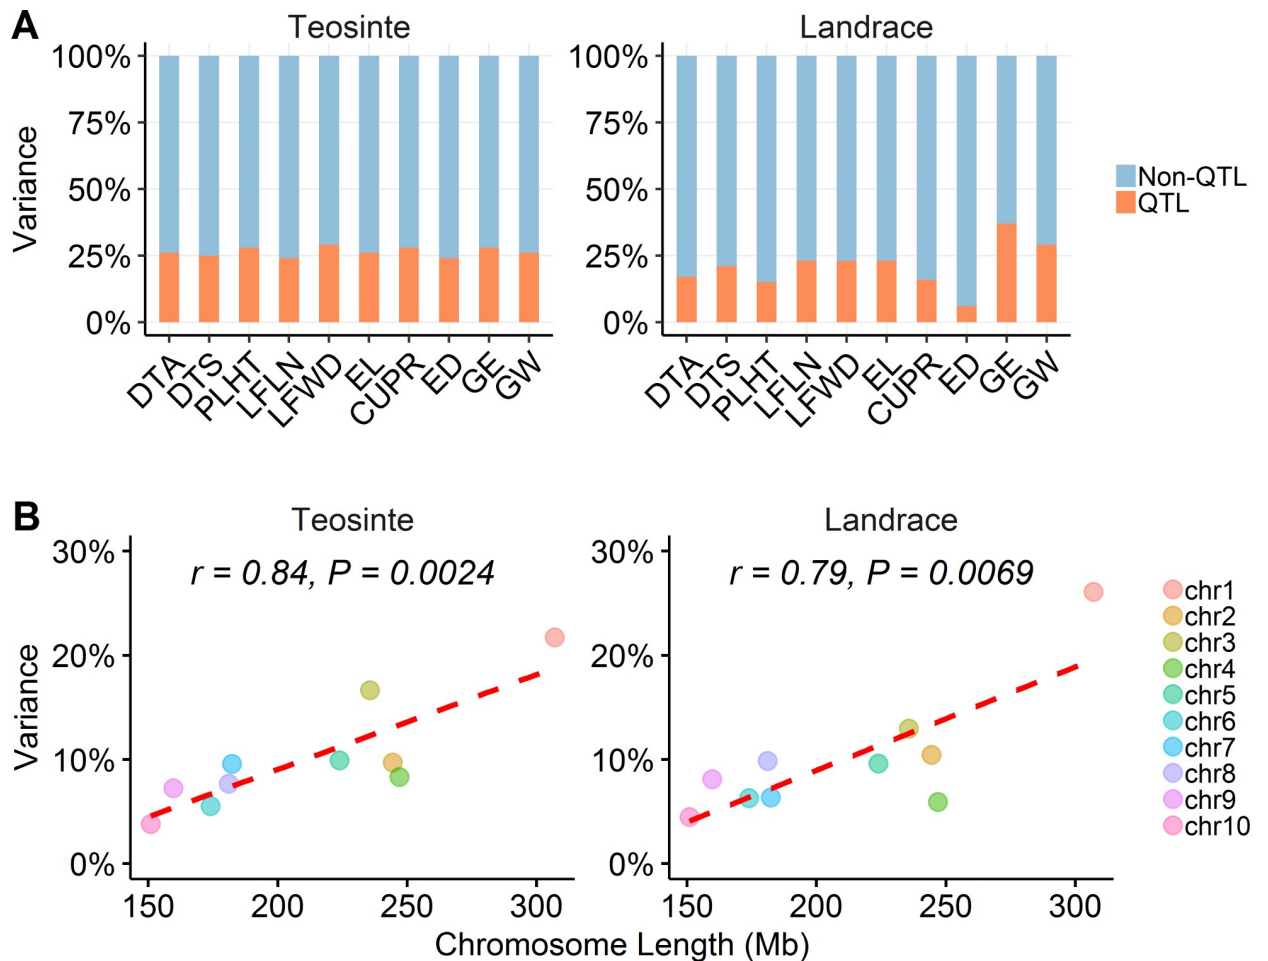 A
Teosinte
Landrace
Variance
100%
75%
50%
25%
0%
DTA
DTS
PLHT
LFLN
LFWD
EL
CUPR
ED
GE
GW
100%
75%
50%
25%
0%
DTA
DTS
PLHT
LFLN
LFWD
EL
CUPR
ED
GE
GW
Non-QTL
QTL
B
Teosinte
Landrace
Variance
30%
20%
10%
0%
r = 0.84, P = 0.0024
150
200
250
300
30%
20%
10%
0%
r = 0.79, P = 0.0069
150
200
250
300
Chromosome Length (Mb)
chr1
chr2
chr3
chr4
chr5
chr6
chr7
chr8
chr9
chr10